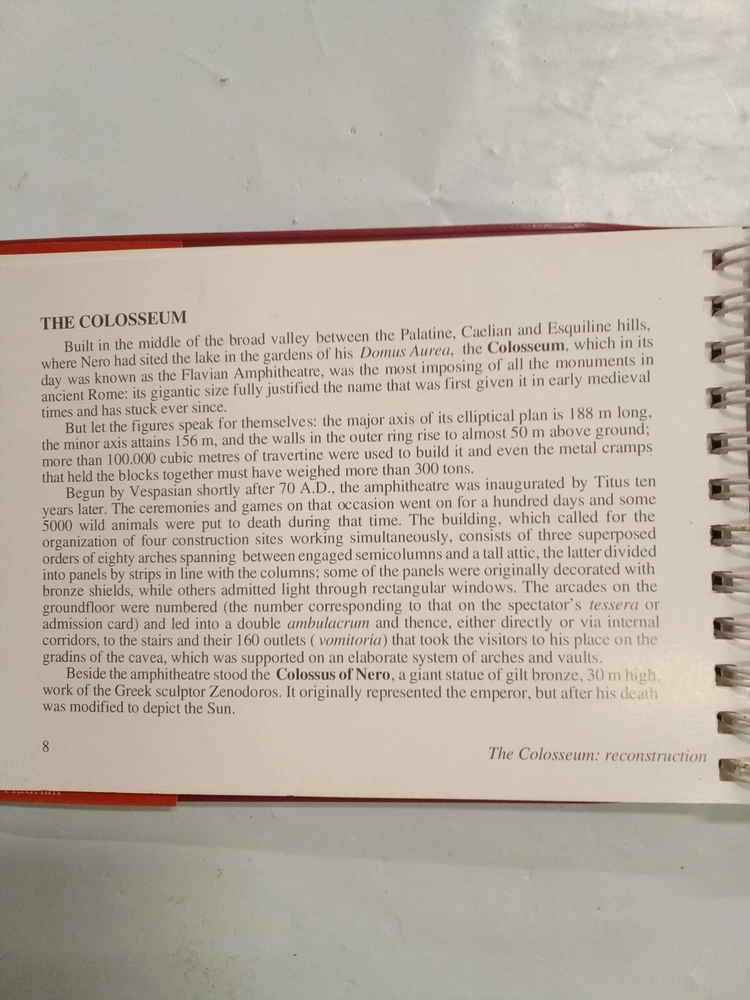 THE COLOSSEUM
Built in the middle of the broad valley between the Palatine, Caelian and Esquiline hills,
where Nero had sited the lake in the gardens of his Domus Aurea, the Colosseum, which in its
day was known as the Flavian Amphitheatre, was the most imposing of all the monuments in
ancient Rome: its gigantic size fully justified the name that was first given it in early medieval
times and has stuck ever since.
But let the figures speak for themselves: the major axis of its elliptical plan is 188 m long,
the minor axis attains 156 m, and the walls in the outer ring rise to almost 50 m above ground;
more than 100.000 cubic metres of travertine were used to build it and even the metal cramps
that held the blocks together must have weighed more than 300 tons.
Begun by Vespasian shortly after 70 A.D., the amphitheatre was inaugurated by Titus ten
years later. The ceremonies and games on that occasion went on for a hundred days and some
5000 wild animals were put to death during that time. The building, which called for the
organization of four construction sites working simultaneously, consists of three superposed
orders of eighty arches spanning between engaged semicolumns and a tall attic, the latter divided
into panels by strips in line with the columns; some of the panels were originally decorated with
bronze shields, while others admitted light through rectangular windows. The arcades on the
groundfloor were numbered (the number corresponding to that on the spectator's tessera or
admission card) and led into a double ambulacrum and thence, either directly or via internal
corridors, to the stairs and their 160 outlets ( vomitoria) that took the visitors to his place on the
gradins of the cavea, which was supported on an elaborate system of arches and vaults.
Beside the amphitheatre stood the Colossus of Nero, a giant statue of gilt bronze, 30 m high,
work of the Greek sculptor Zenodoros. It originally represented the emperor, but after his death
was modified to depict the Sun.
8
The Colosseum: reconstruction